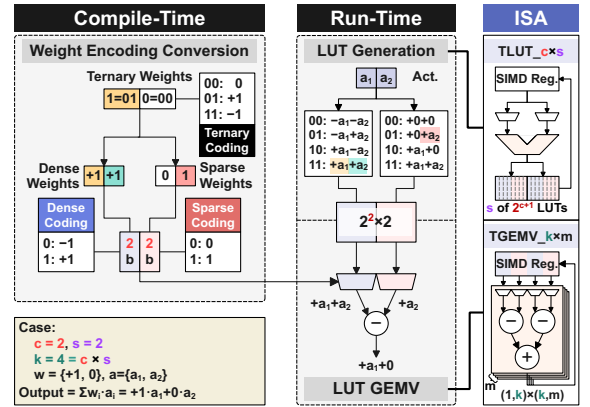 Compile-Time
Weight Encoding Conversion
Ternary Weights
1=01 0=00
00: 0
01: +1
11: −1
Ternary
Coding
Dense
Weights
+1 +1
0 1
Sparse
Weights
Dense
Coding
0: −1
1: +1
2 2
b b
Sparse
Coding
0: 0
1: 1
Case:
c = 2, s = 2
k = 4 = c × s
w = {+1, 0}, a={a1, a2}
Output = Σwi·ai = +1·a1+0·a2
Run-Time
LUT Generation
a1 a2 Act.
00: −a1−a2
01: −a1+a2
10: +a1−a2
11: +a1+a2
00: +0+0
01: +0+a2
10: +a1+0
11: +a1+a2
2²×2
+a1+a2
+a2
−
+a1+0
LUT GEMV
ISA
TLUT_c×s
SIMD Reg.
s of 2ᶜ⁺¹ LUTs
TGEMV_k×m
SIMD Reg.
− −
+
m
(1,k)×(k,m)